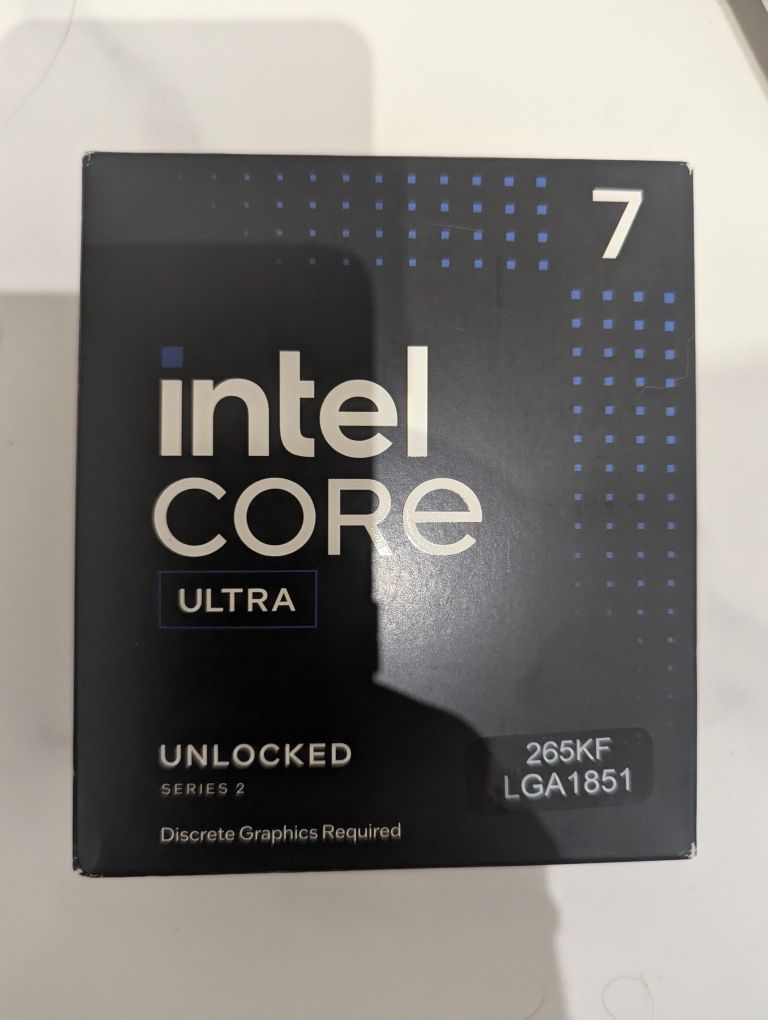 7
intel
CORE
ULTRA
UNLOCKED
SERIES 2
265KF
LGA1851
Discrete Graphics Required